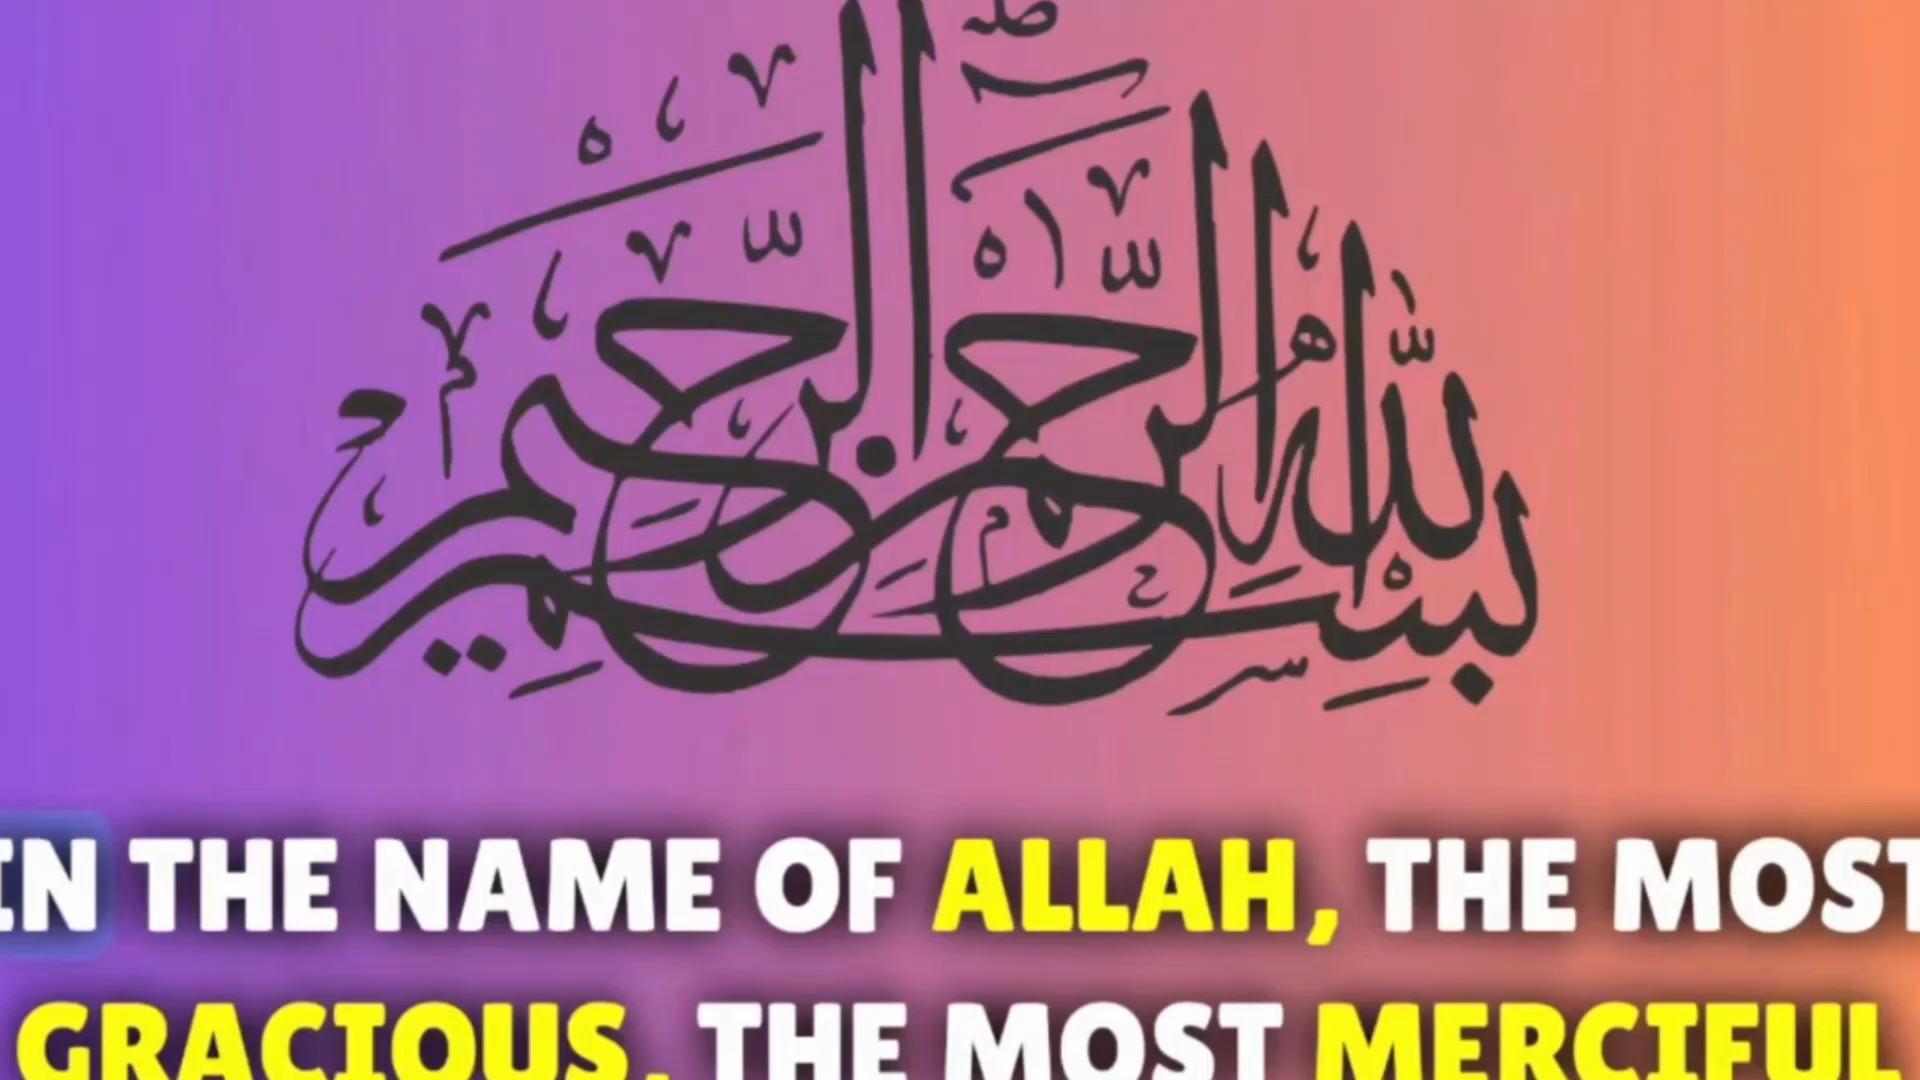 بسم الله الرحمن الرحيم
IN THE NAME OF ALLAH, THE MOST
GRACIOUS, THE MOST MERCIFUL